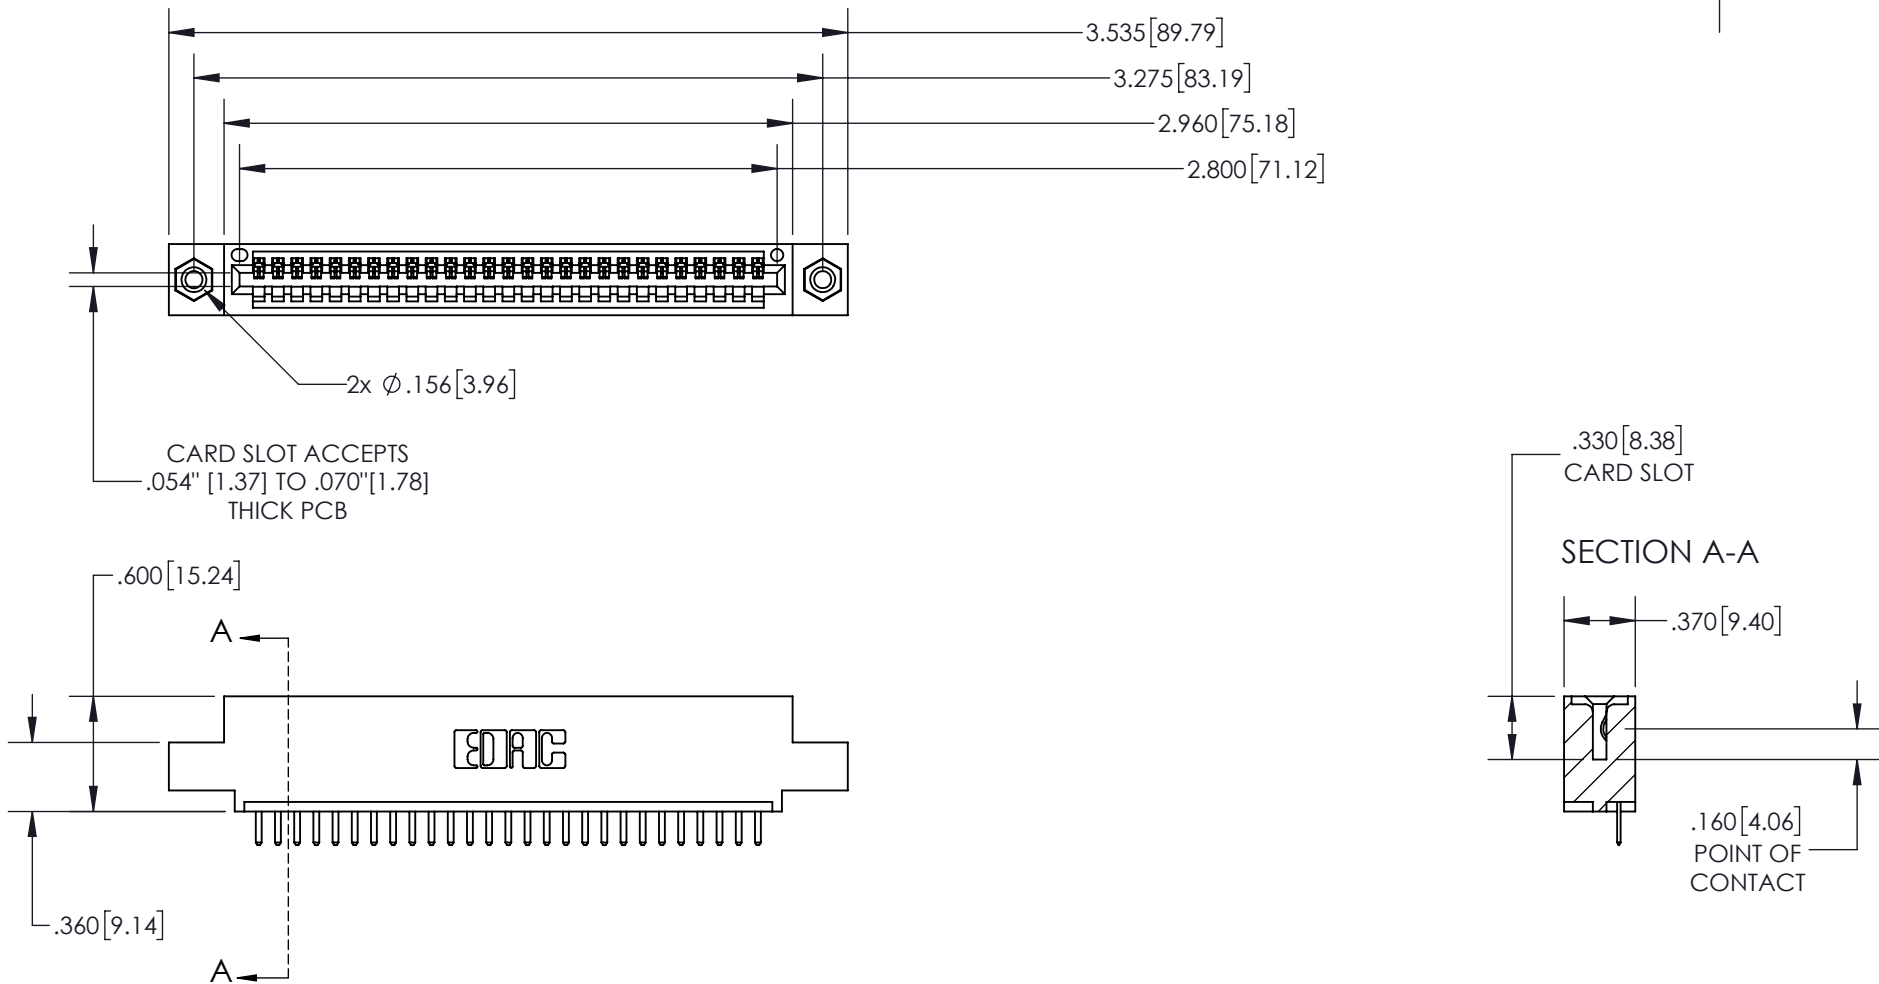 3.535[89.79]
3.275[83.19]
2.960[75.18]
2.800[71.12]
2x Ø.156[3.96]
CARD SLOT ACCEPTS
.054" [1.37] TO .070"[1.78]
THICK PCB
.330[8.38]
CARD SLOT
SECTION A-A
.600[15.24]
A
.370[9.40]
EDAC
.160[4.06]
POINT OF
CONTACT
.360[9.14]
A